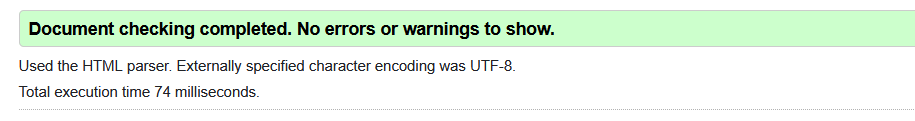 Document checking completed. No errors or warnings to show.
Used the HTML parser. Externally specified character encoding was UTF-8.
Total execution time 74 milliseconds.